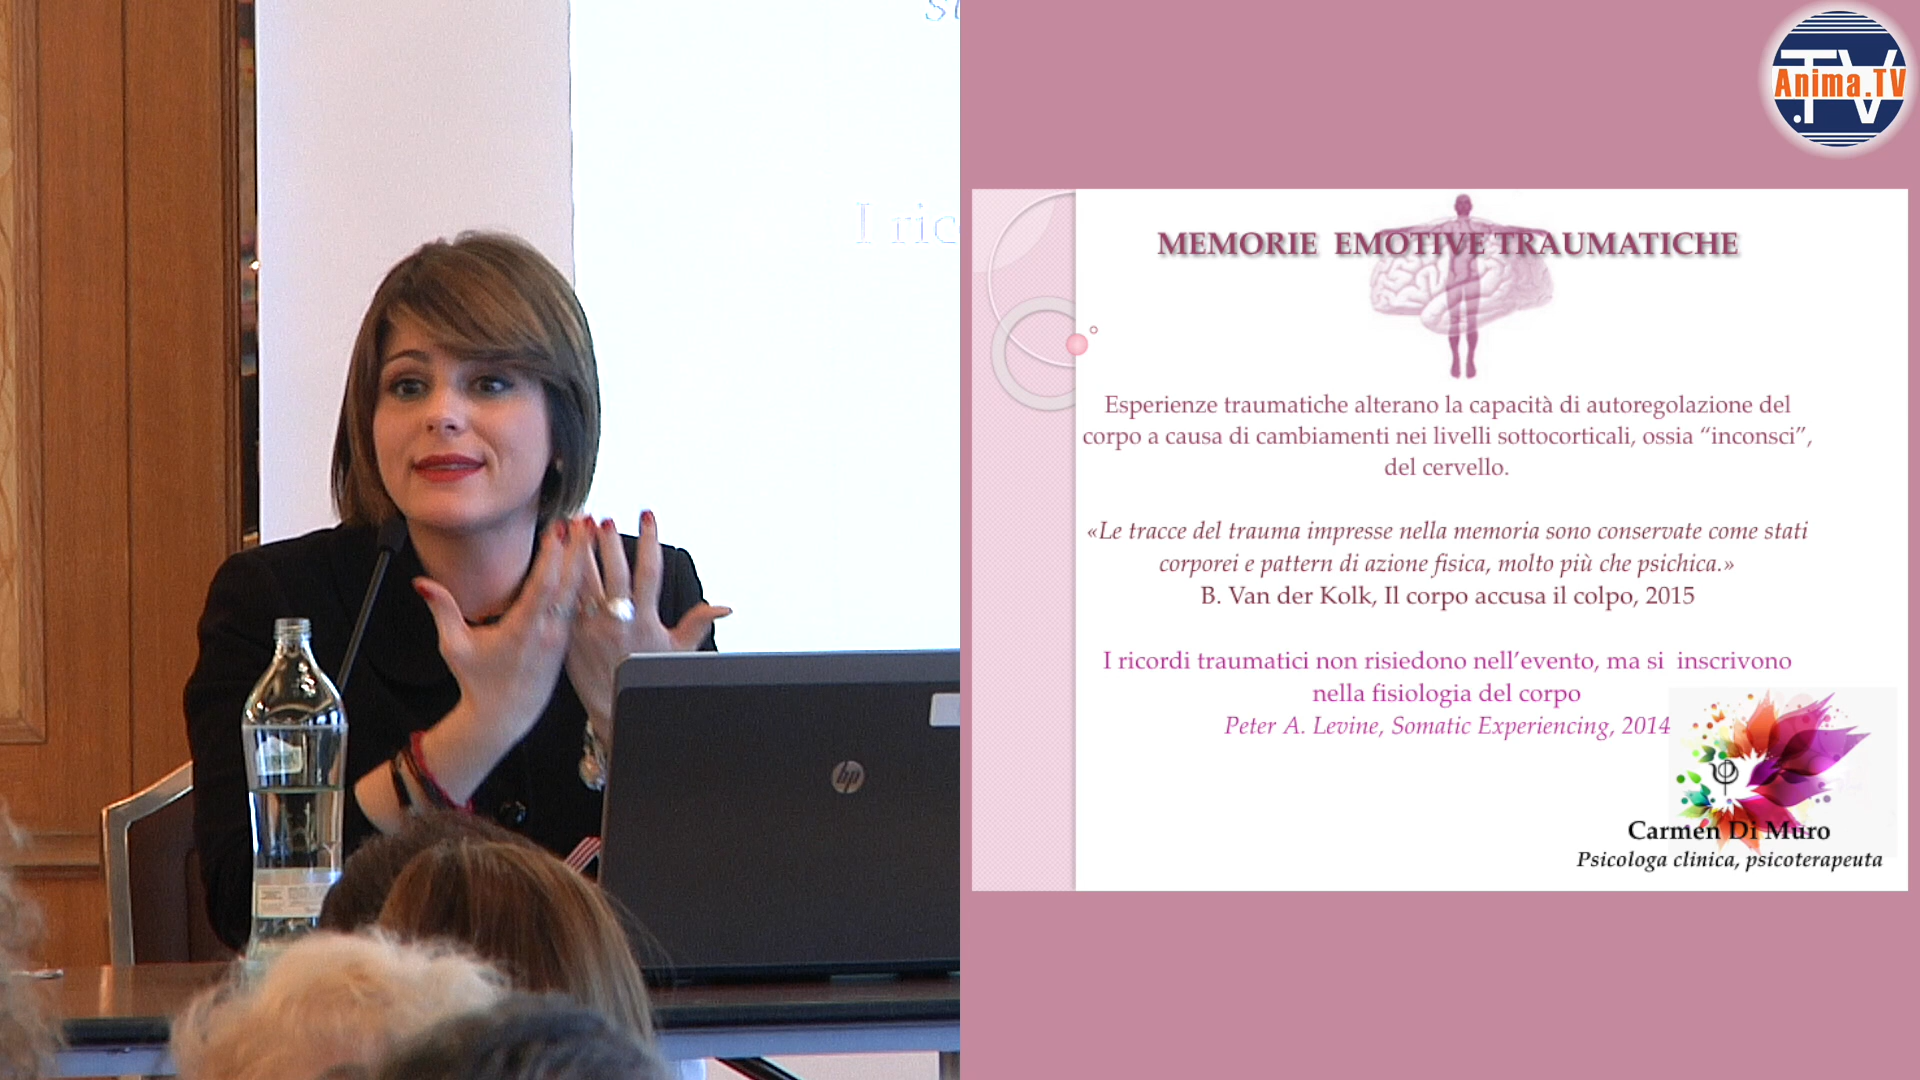 I ric
hp
.TV
Anima.TV
MEMORIE EMOTIVE TRAUMATICHE
Esperienze traumatiche alterano la capacità di autoregolazione del
corpo a causa di cambiamenti nei livelli sottocorticali, ossia “inconsci”,
del cervello.
«Le tracce del trauma impresse nella memoria sono conservate come stati
corporei e pattern di azione fisica, molto più che psichica.»
B. Van der Kolk, Il corpo accusa il colpo, 2015
I ricordi traumatici non risiedono nell’evento, ma si inscrivono
nella fisiologia del corpo
Peter A. Levine, Somatic Experiencing, 2014
Carmen Di Muro
Psicologa clinica, psicoterapeuta